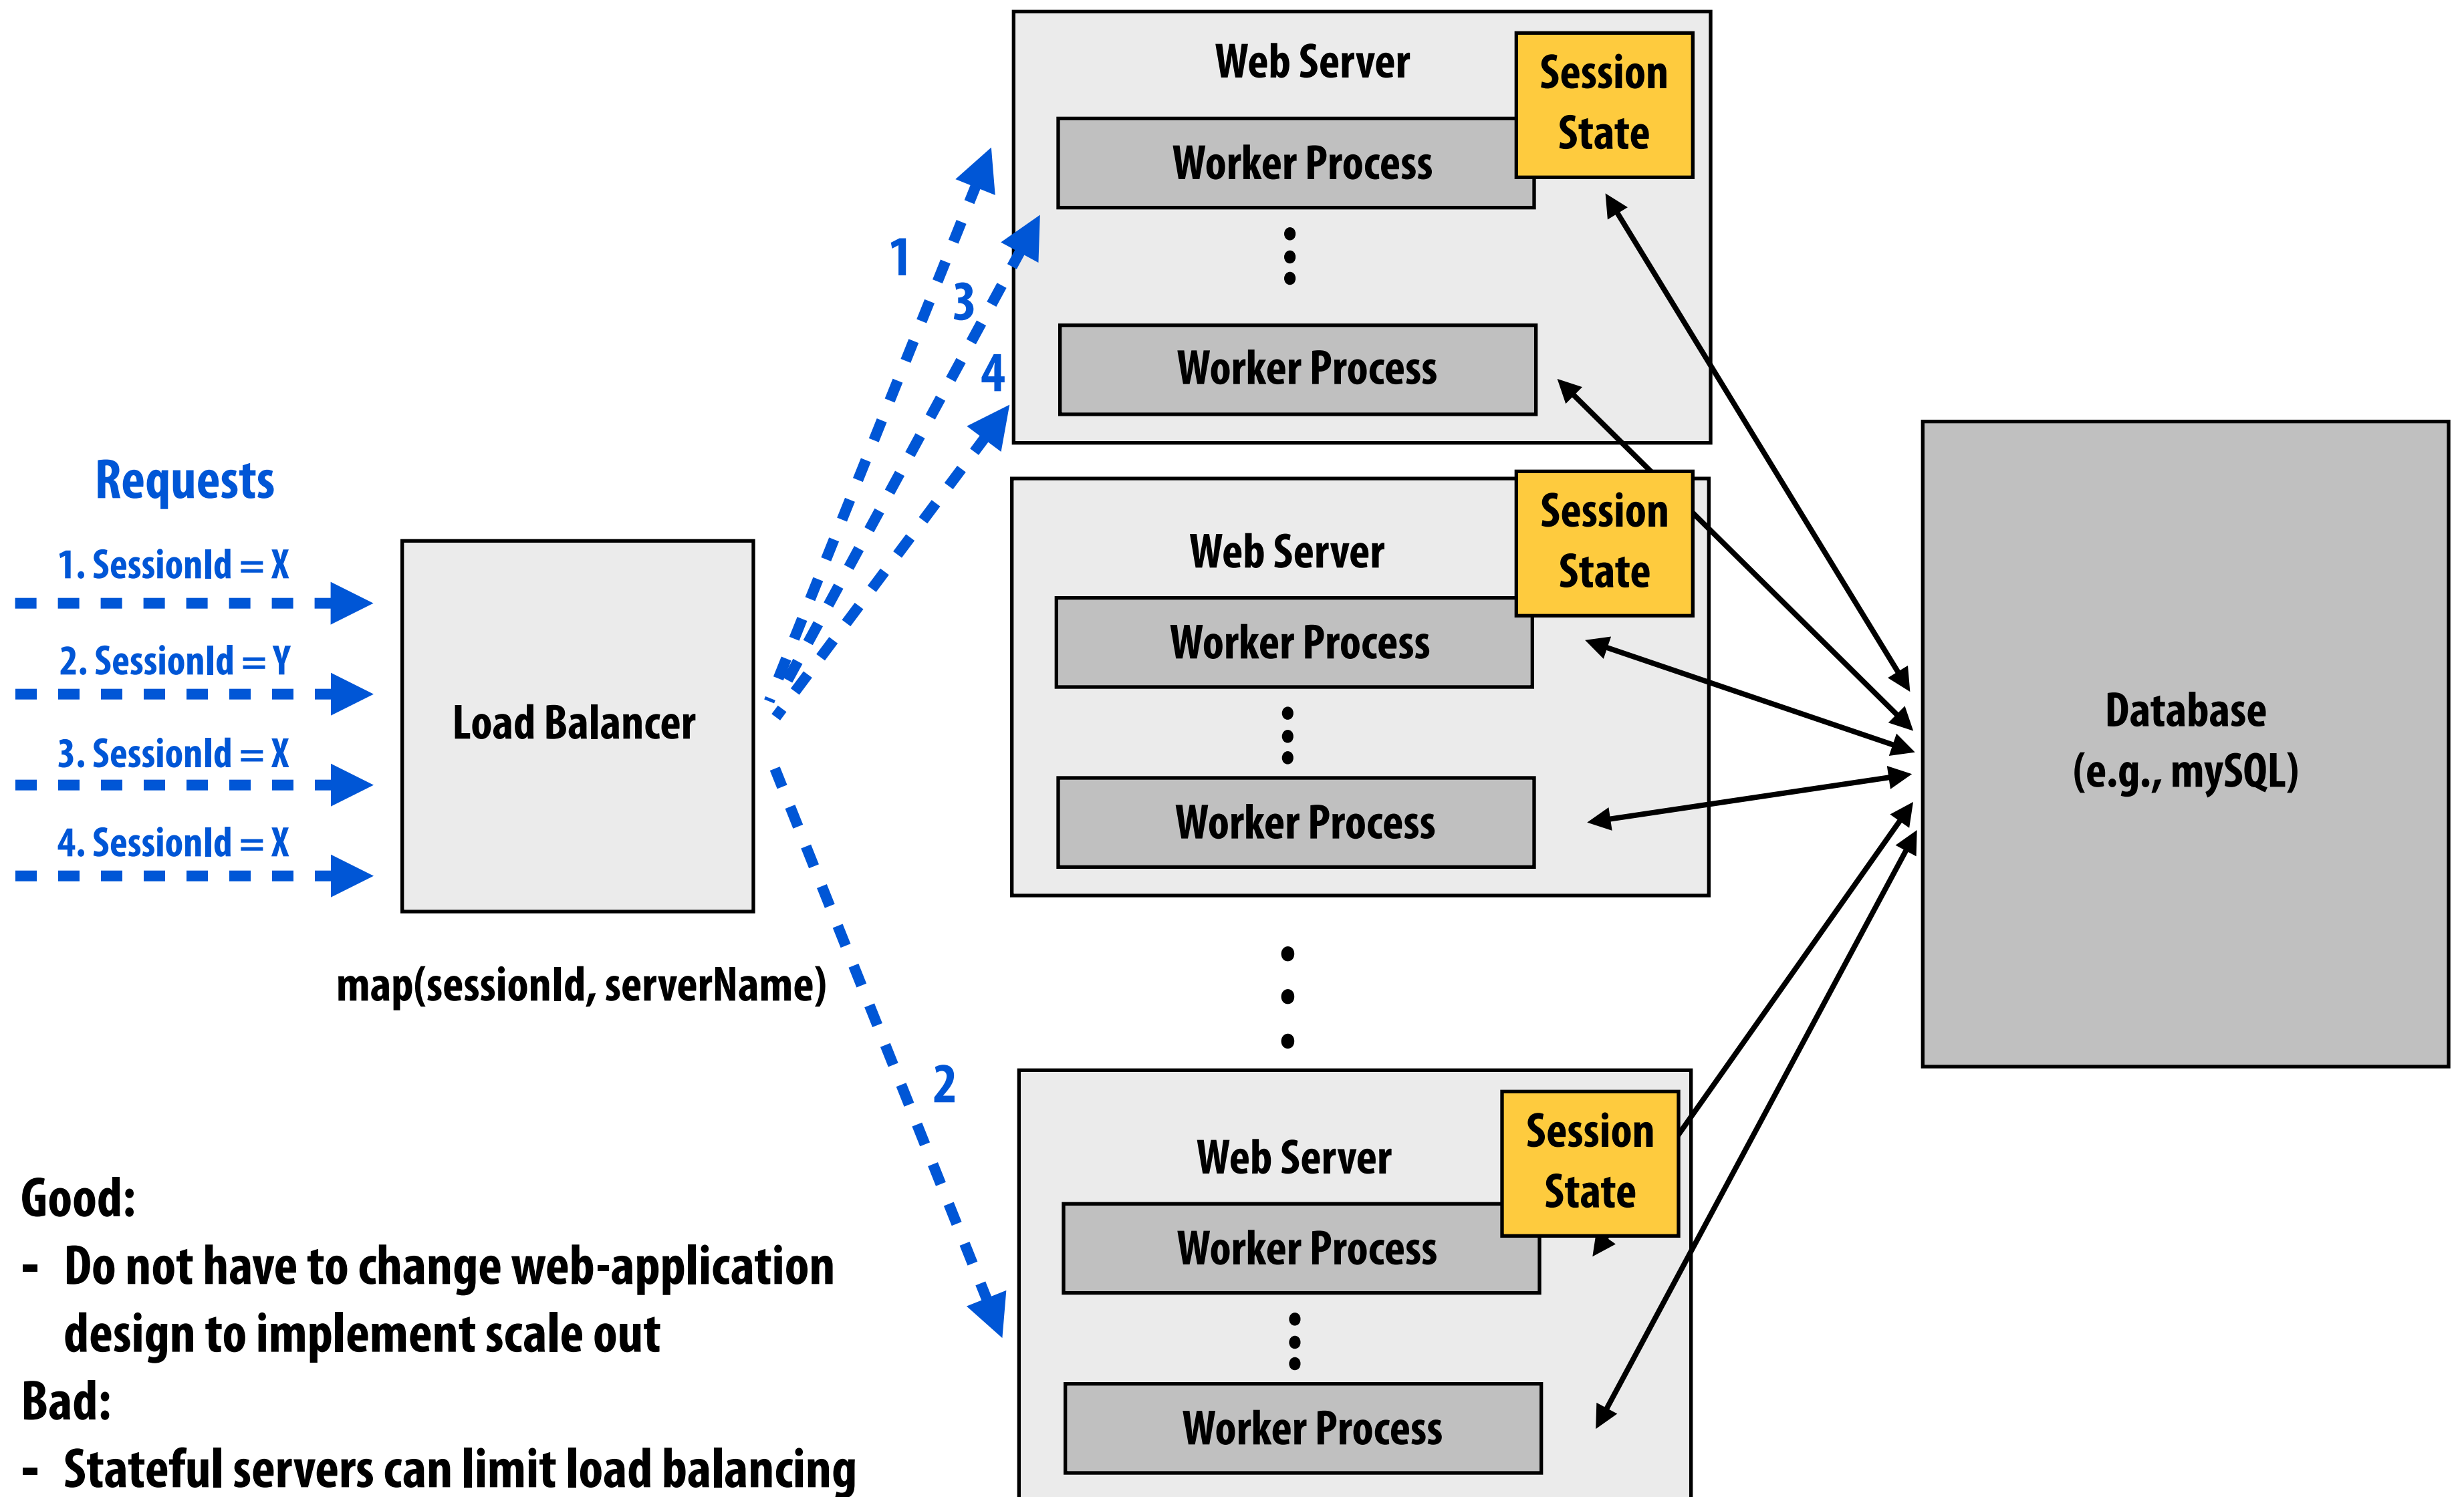 Web Server
Session
State
Worker Process
1
3
4
Worker Process
Requests
1. SessionId = X
2. SessionId = Y
3. SessionId = X
4. SessionId = X
Load Balancer
map(sessionId, serverName)
Web Server
Session
State
Worker Process
Worker Process
Database
(e.g., mySQL)
2
Web Server
Session
State
Worker Process
Worker Process
Good:
- Do not have to change web-application
design to implement scale out
Bad:
- Stateful servers can limit load balancing